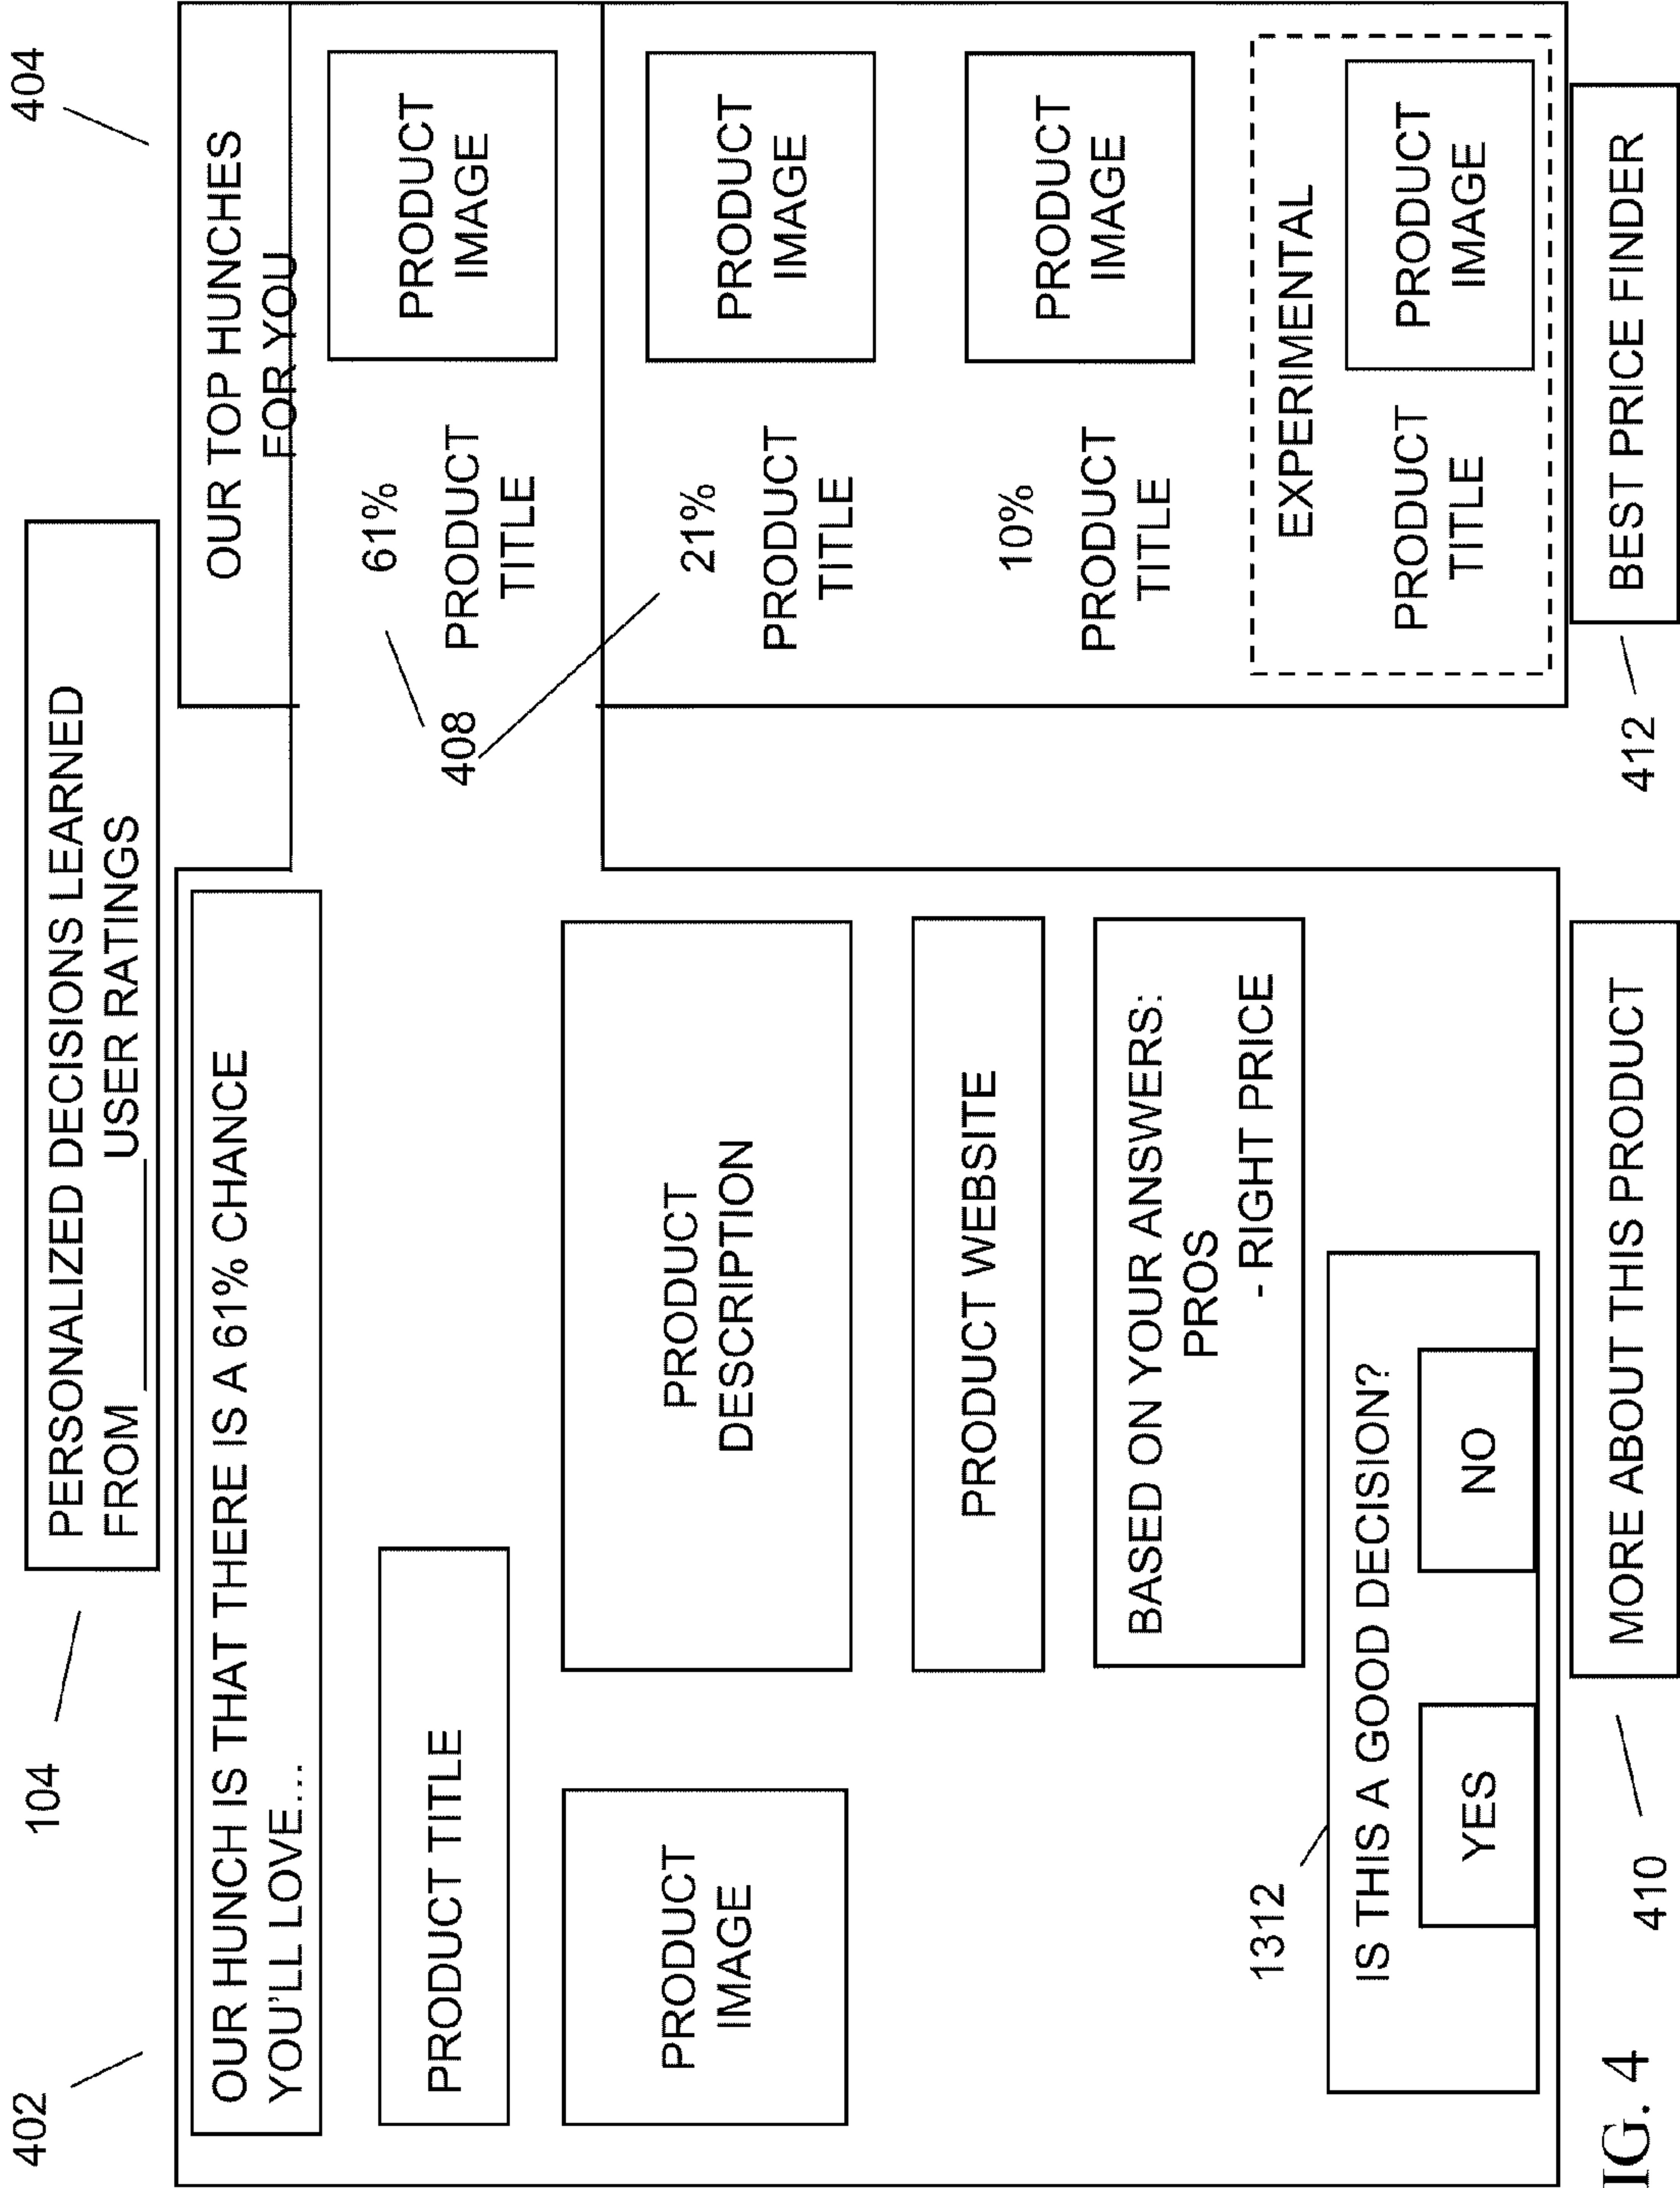 104
PERSONALIZED DECISIONS LEARNED
FROM ______ USER RATINGS
402
OUR HUNCH IS THAT THERE IS A 61% CHANCE
YOU'LL LOVE...
PRODUCT TITLE
PRODUCT
IMAGE
PRODUCT
DESCRIPTION
PRODUCT WEBSITE
BASED ON YOUR ANSWERS:
PROS
- RIGHT PRICE
1312
IS THIS A GOOD DECISION?
YES
NO
404
OUR TOP HUNCHES
FOR YOU
408
61%
PRODUCT
TITLE
PRODUCT
IMAGE
21%
PRODUCT
TITLE
PRODUCT
IMAGE
10%
PRODUCT
TITLE
PRODUCT
IMAGE
EXPERIMENTAL
PRODUCT
TITLE
PRODUCT
IMAGE
410
MORE ABOUT THIS PRODUCT
412
BEST PRICE FINDER
IG. 4